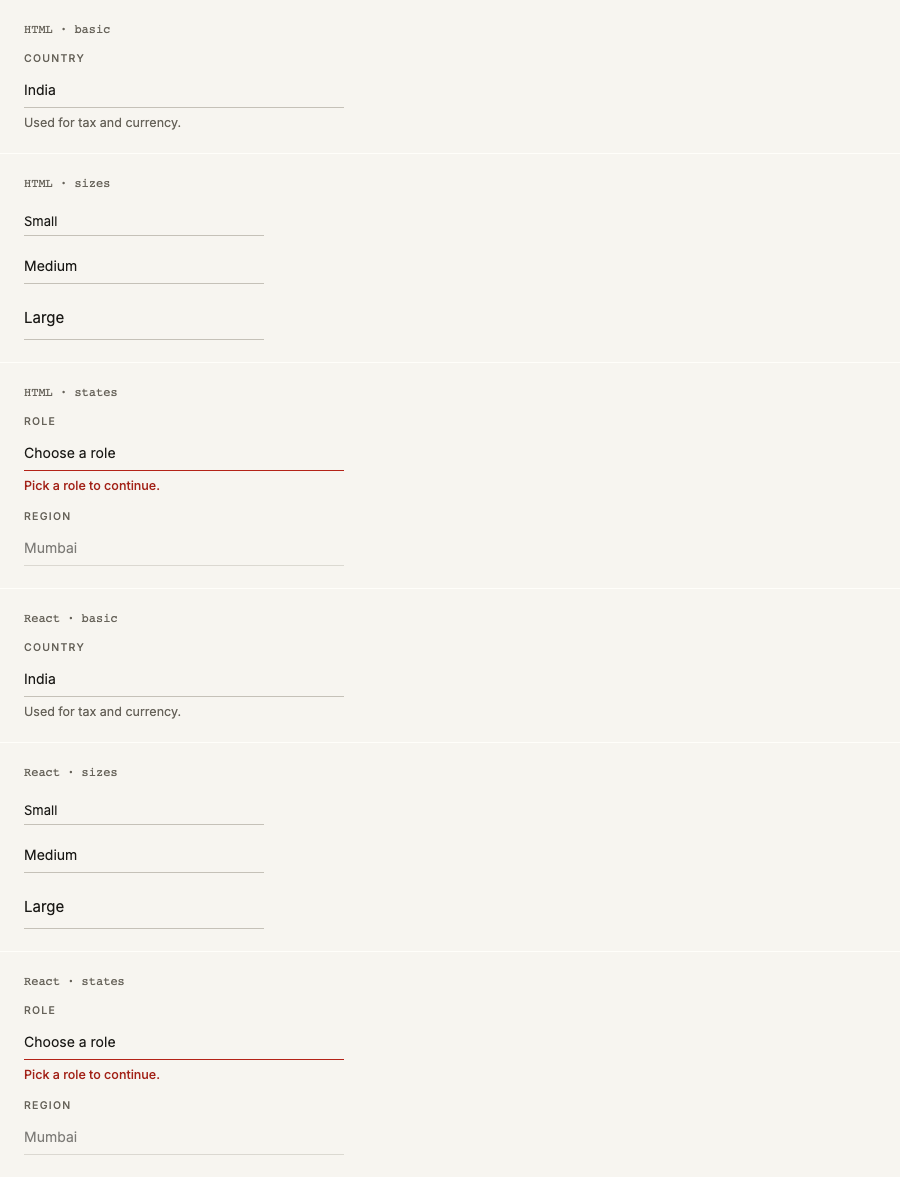 HTML · basic
COUNTRY
India
Used for tax and currency.
HTML · sizes
Small
Medium
Large
HTML · states
ROLE
Choose a role
Pick a role to continue.
REGION
Mumbai
React · basic
COUNTRY
India
Used for tax and currency.
React · sizes
Small
Medium
Large
React · states
ROLE
Choose a role
Pick a role to continue.
REGION
Mumbai